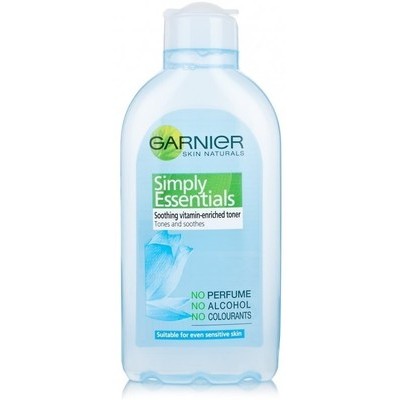 GARNIER
SKIN NATURALS
Simply
Essentials
Soothing vitamin-enriched toner
Tones and soothes
NO PERFUME
NO ALCOHOL
NO COLOURANTS
Suitable for even sensitive skin